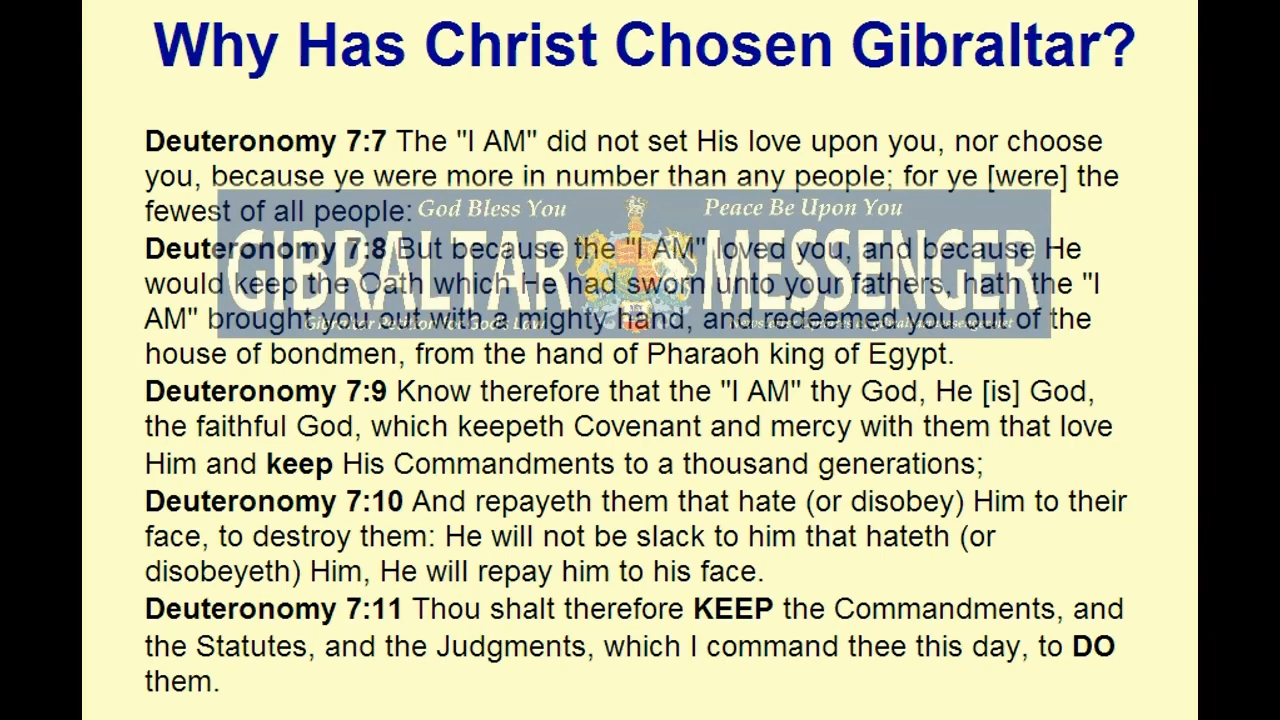 Why Has Christ Chosen Gibraltar?
Deuteronomy 7:7 The "I AM" did not set His love upon you, nor choose
you, because ye were more in number than any people; for ye [were] the
fewest of all people:
God Bless You
Peace Be Upon You
GIBRALTAR MESSENGER
Deuteronomy 7:8 But because the "I AM" loved you, and because He
would keep the Oath which He had sworn unto your fathers, hath the "I
AM" brought you out with a mighty hand, and redeemed you out of the
Gibraltar Petition for God's Law
house of bondmen, from the hand of Pharaoh king of Egypt.
Deuteronomy 7:9 Know therefore that the "I AM" thy God, He [is] God,
the faithful God, which keepeth Covenant and mercy with them that love
Him and keep His Commandments to a thousand generations;
Deuteronomy 7:10 And repayeth them that hate (or disobey) Him to their
face, to destroy them: He will not be slack to him that hateth (or
disobeyeth) Him, He will repay him to his face.
Deuteronomy 7:11 Thou shalt therefore KEEP the Commandments, and
the Statutes, and the Judgments, which I command thee this day, to DO
them.